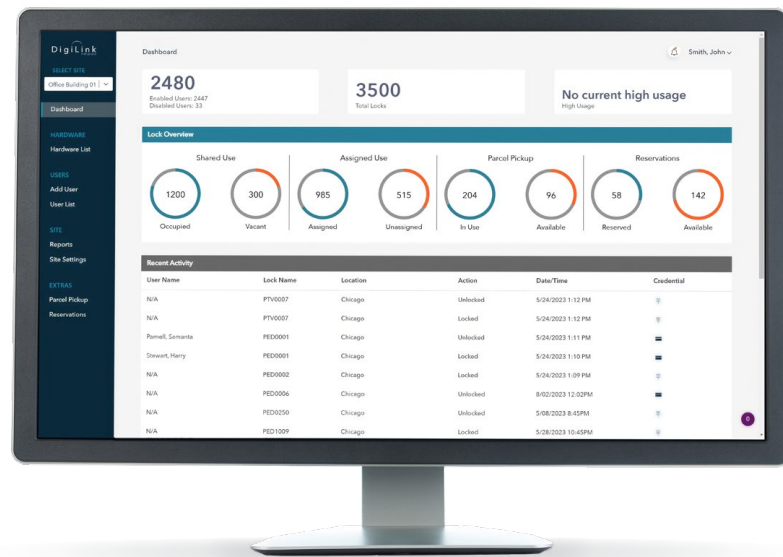 DigiLink
SELECT SITE
Office Building 01
Dashboard
HARDWARE
Hardware List
USERS
Add User
User List
SITE
Reports
Site Settings
EXTRAS
Parcel Pickup
Reservations
Dashboard
Smith, John
2480
Enabled Users: 2447
Disabled Users: 33
3500
Total Locks
No current high usage
High Usage
Lock Overview
Shared Use Assigned Use Parcel Pickup Reservations
1200 300 985 515 204 96 58 142
Occupied Vacant Assigned Unassigned In Use Available Reserved Available
Recent Activity
User Name Lock Name Location Action Date/Time Credential
N/A PTV0007 Chicago Unlocked 5/24/2023 1:12 PM
N/A PTV0007 Chicago Locked 5/24/2023 1:12 PM
Parnell, Samanta PED0001 Chicago Unlocked 5/24/2023 1:11 PM
Stewart, Harry PED0001 Chicago Locked 5/24/2023 1:10 PM
N/A PED0002 Chicago Locked 5/24/2023 1:09 PM
N/A PED0006 Chicago Unlocked 8/02/2023 12:02PM
N/A PED0250 Chicago Unlocked 5/08/2023 8:45PM
N/A PED1009 Chicago Locked 5/28/2023 10:45PM
0